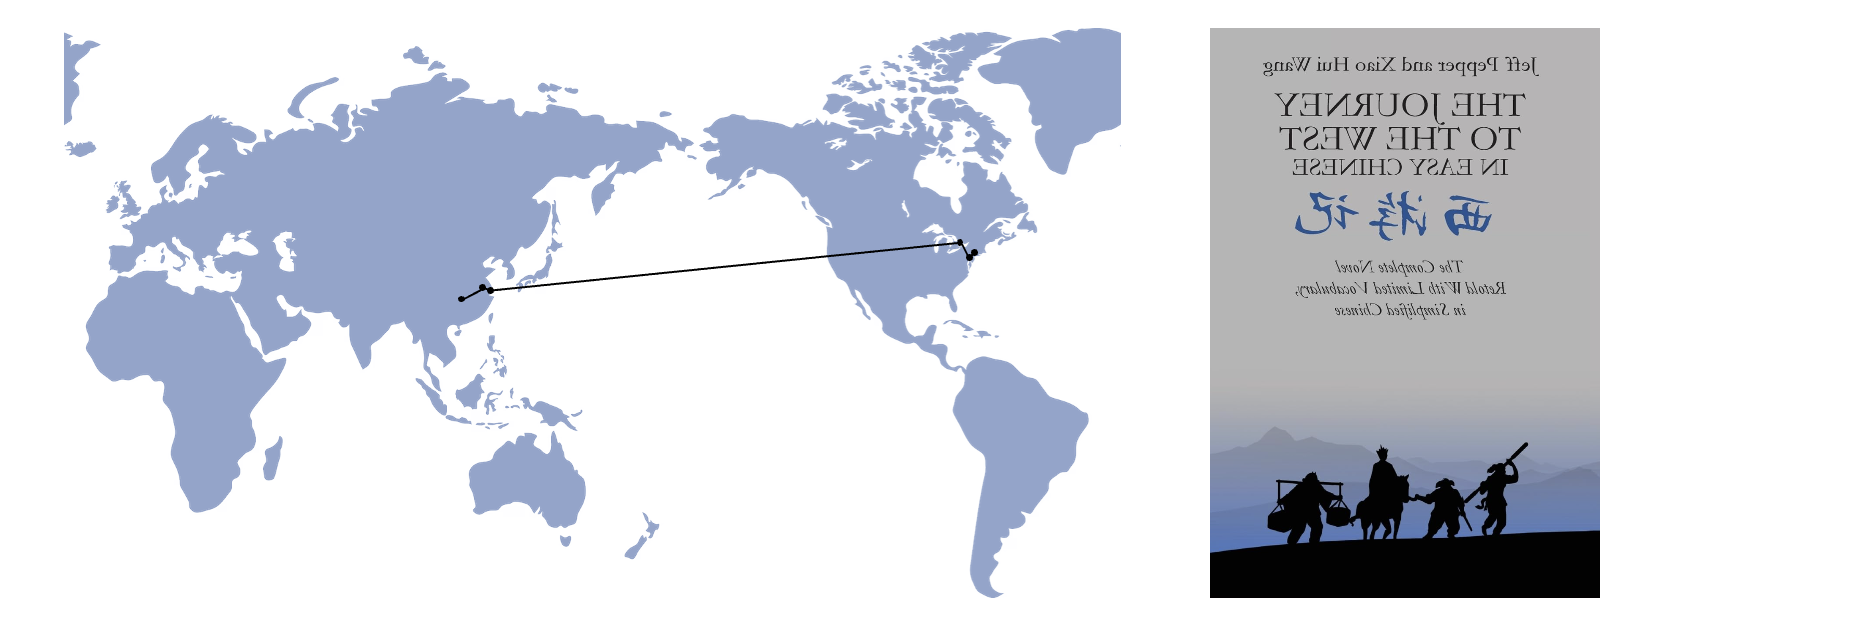 Jeff Pepper and Xiao Hui Wang
THE JOURNEY
TO THE WEST
IN EASY CHINESE
西游记
The Complete Novel
Retold With Limited Vocabulary,
in Simplified Chinese